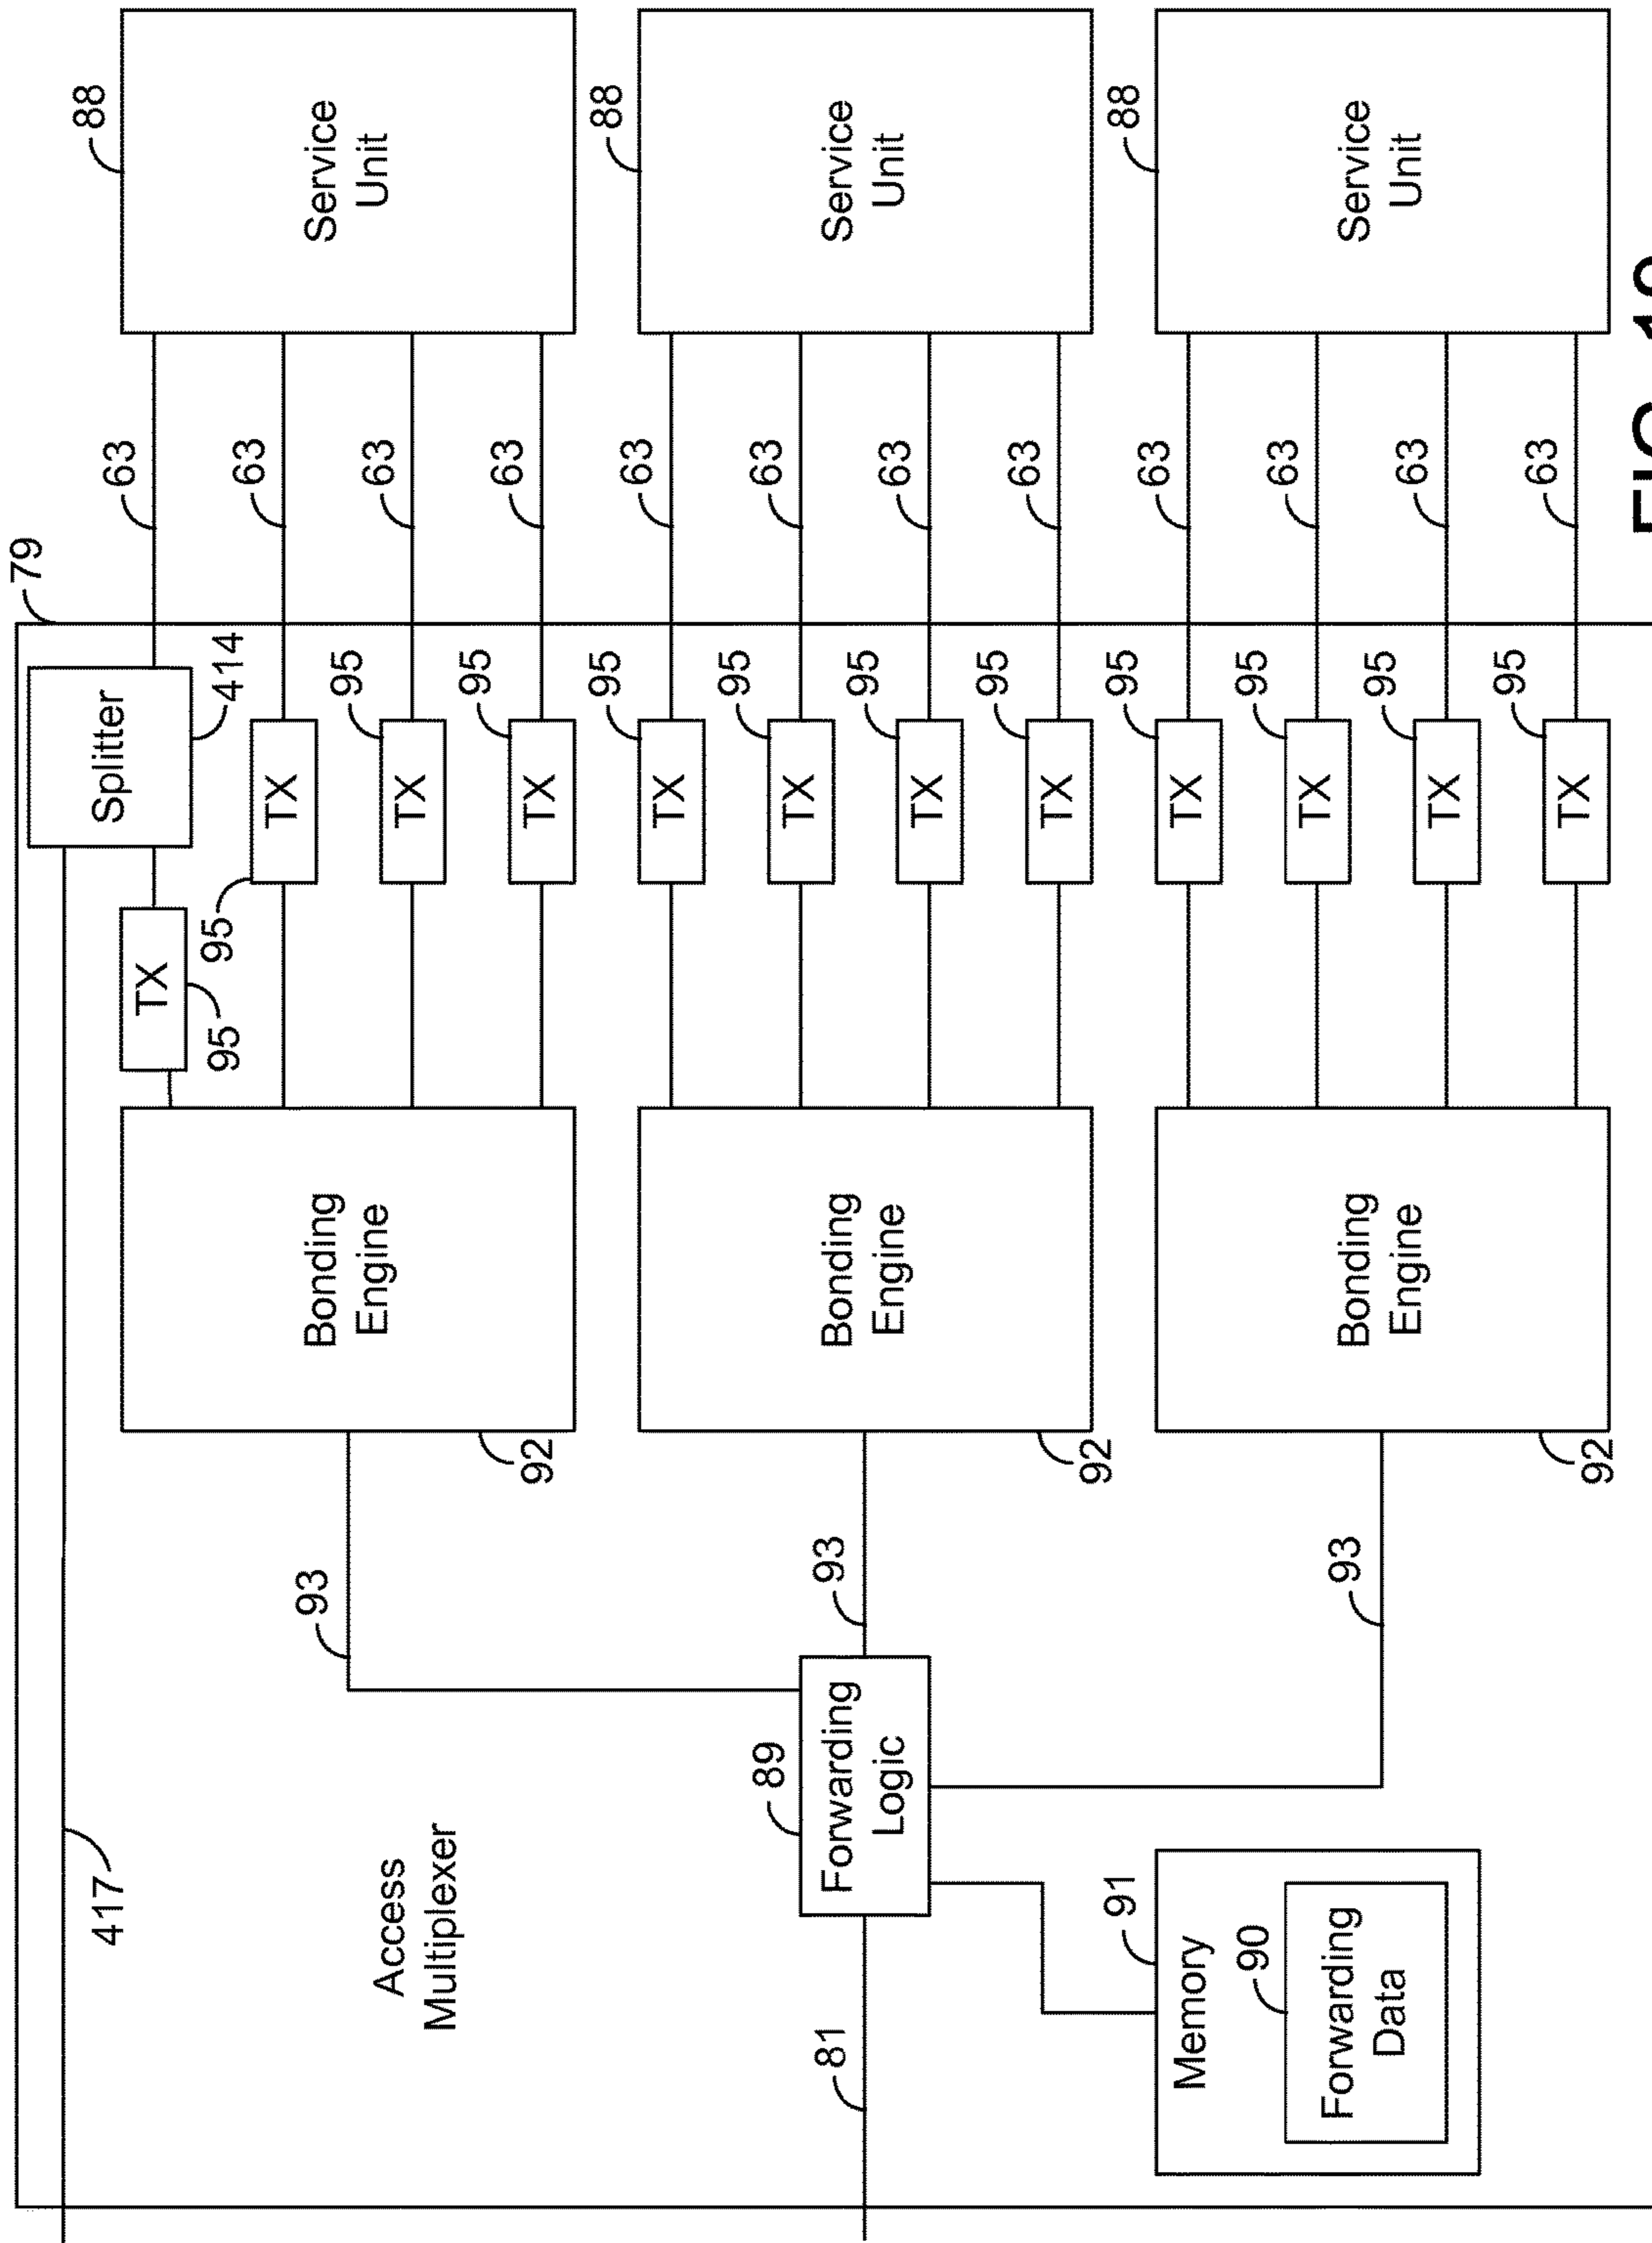 79
417
Splitter
414
63
88
TX
95
95
TX
63
Service
Unit
Bonding
Engine
93
95
TX
63
Access
Multiplexer
92
95
TX
63
95
TX
63
88
89
93
95
TX
63
81
Forwarding
Logic
Bonding
Engine
95
TX
63
Service
Unit
92
95
TX
63
91
Memory
90
Forwarding
Data
93
95
TX
63
88
95
TX
63
Bonding
Engine
95
TX
63
Service
Unit
92
95
TX
63
FIG